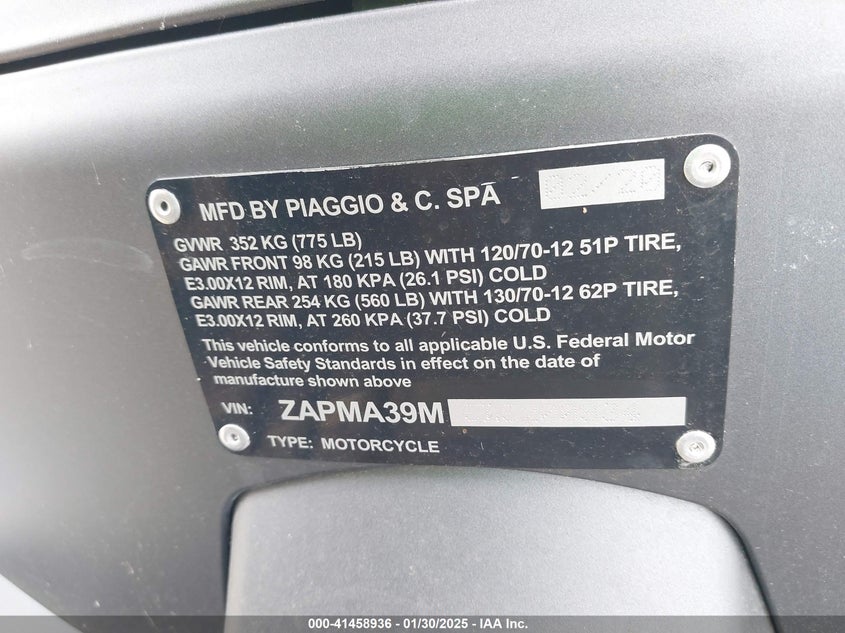 MFD BY PIAGGIO & C. SPA 02/20
GVWR 352 KG (775 LB)
GAWR FRONT 98 KG (215 LB) WITH 120/70-12 51P TIRE,
E3.00X12 RIM, AT 180 KPA (26.1 PSI) COLD
GAWR REAR 254 KG (560 LB) WITH 130/70-12 62P TIRE,
E3.00X12 RIM, AT 260 KPA (37.7 PSI) COLD
This vehicle conforms to all applicable U.S. Federal Motor
Vehicle Safety Standards in effect on the date of
manufacture shown above
VIN: ZAPMA39M
TYPE: MOTORCYCLE
000-41458936 - 01/30/2025 - IAA Inc.